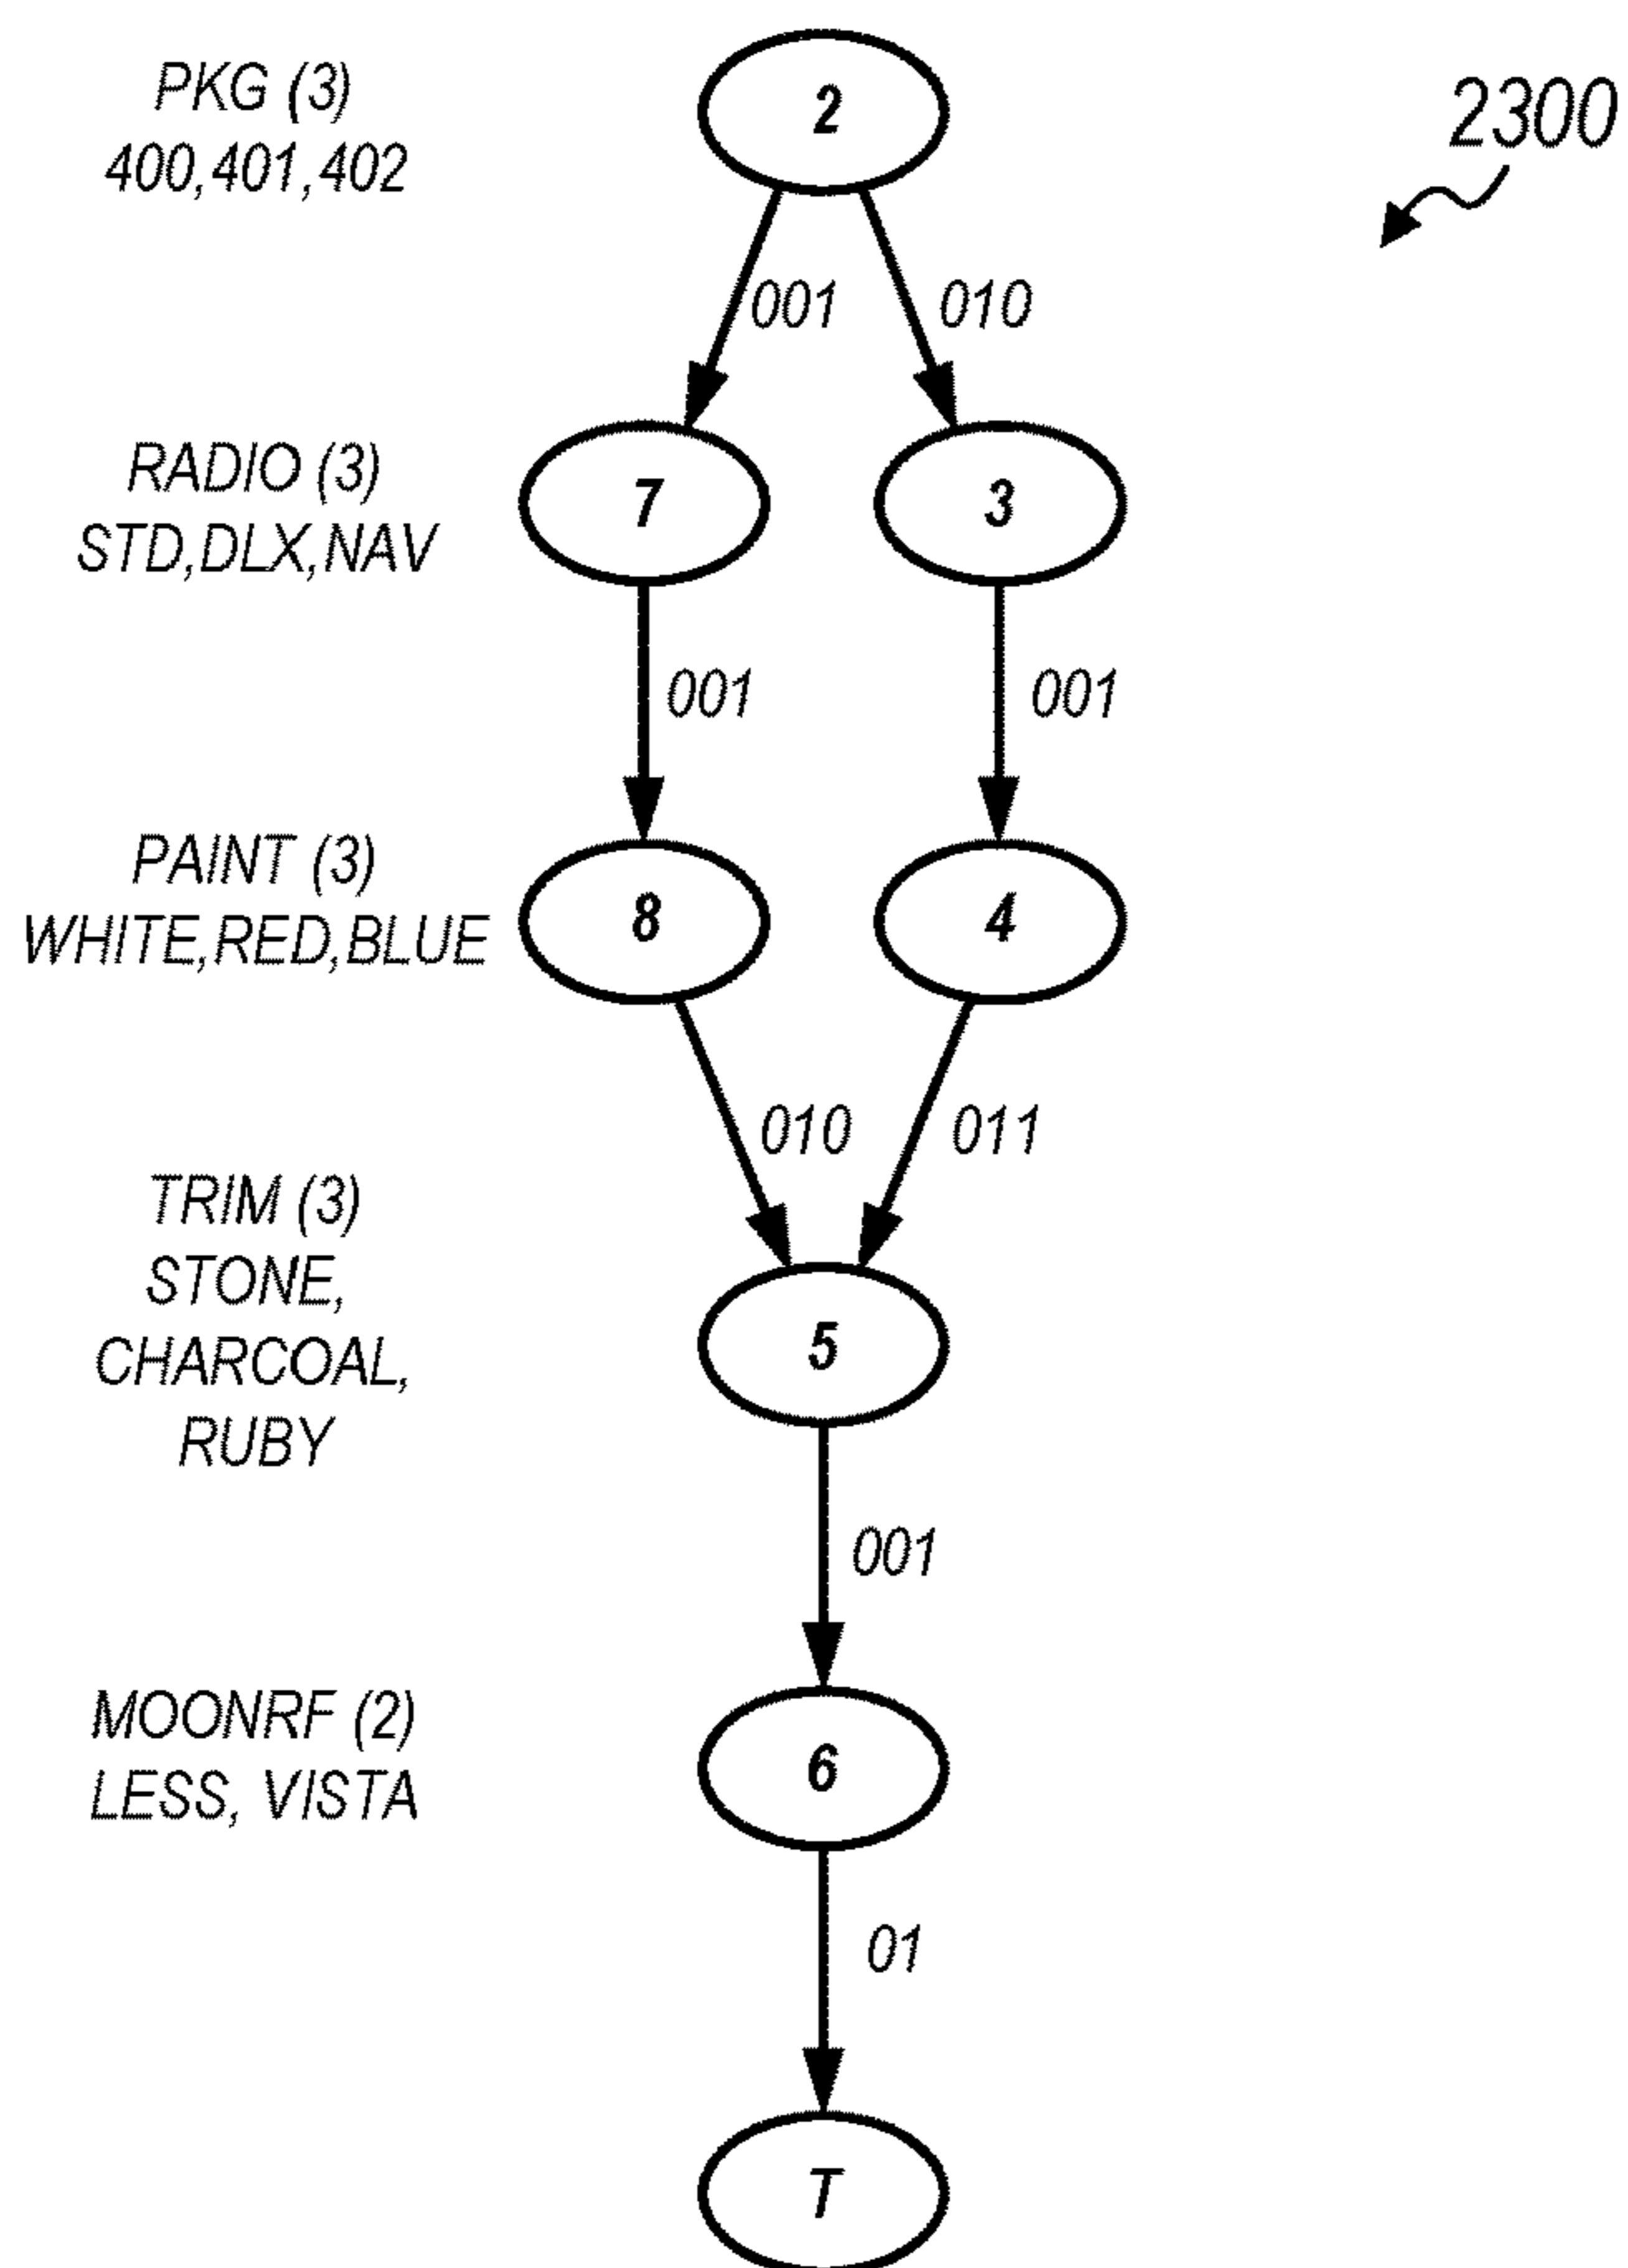 PKG (3)
400,401,402
2
2300
001
010
RADIO (3)
STD,DLX,NAV
7
3
001
001
PAINT (3)
WHITE,RED,BLUE
8
4
010
011
TRIM (3)
STONE,
CHARCOAL,
RUBY
5
001
MOONRF (2)
LESS, VISTA
6
01
T